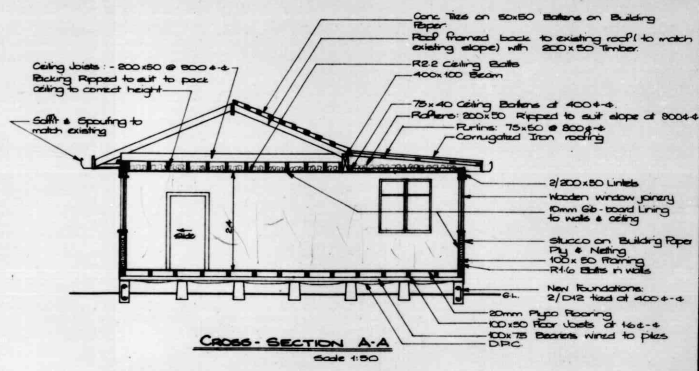 Conc Tiles on 50x50 Battens on Building
Paper.
Roof framed back to existing roof (to match
existing slope) with 200x50 Timber.
R2.2 Ceiling Batts
400x100 Beam
Ceiling Joists :- 200x50 @ 800 ¢-¢
Packing Ripped to suit to pack
Ceiling to correct height
75x40 Ceiling Battens at 400 ¢-¢.
Rafters: 200x50 Ripped to suit slope at 900¢¢
Purlins: 75x50 @ 800 ¢-¢
Corrugated Iron roofing
Soffit & Spouting to
match existing
2/200x50 Lintels
Wooden window joinery
10mm Gib-board Lining
to walls & ceiling
2.4
Stucco on Building Paper
Ply & Netting
100x50 Framing
R1.6 Batts in walls
New Foundations:
2/D12 tied at 400 ¢-¢
G.L.
20mm Plyco Flooring
100x50 Floor Joists at
100x75 Bearers wired to piles
D.P.C.
CROSS-SECTION A-A
Scale 1:50